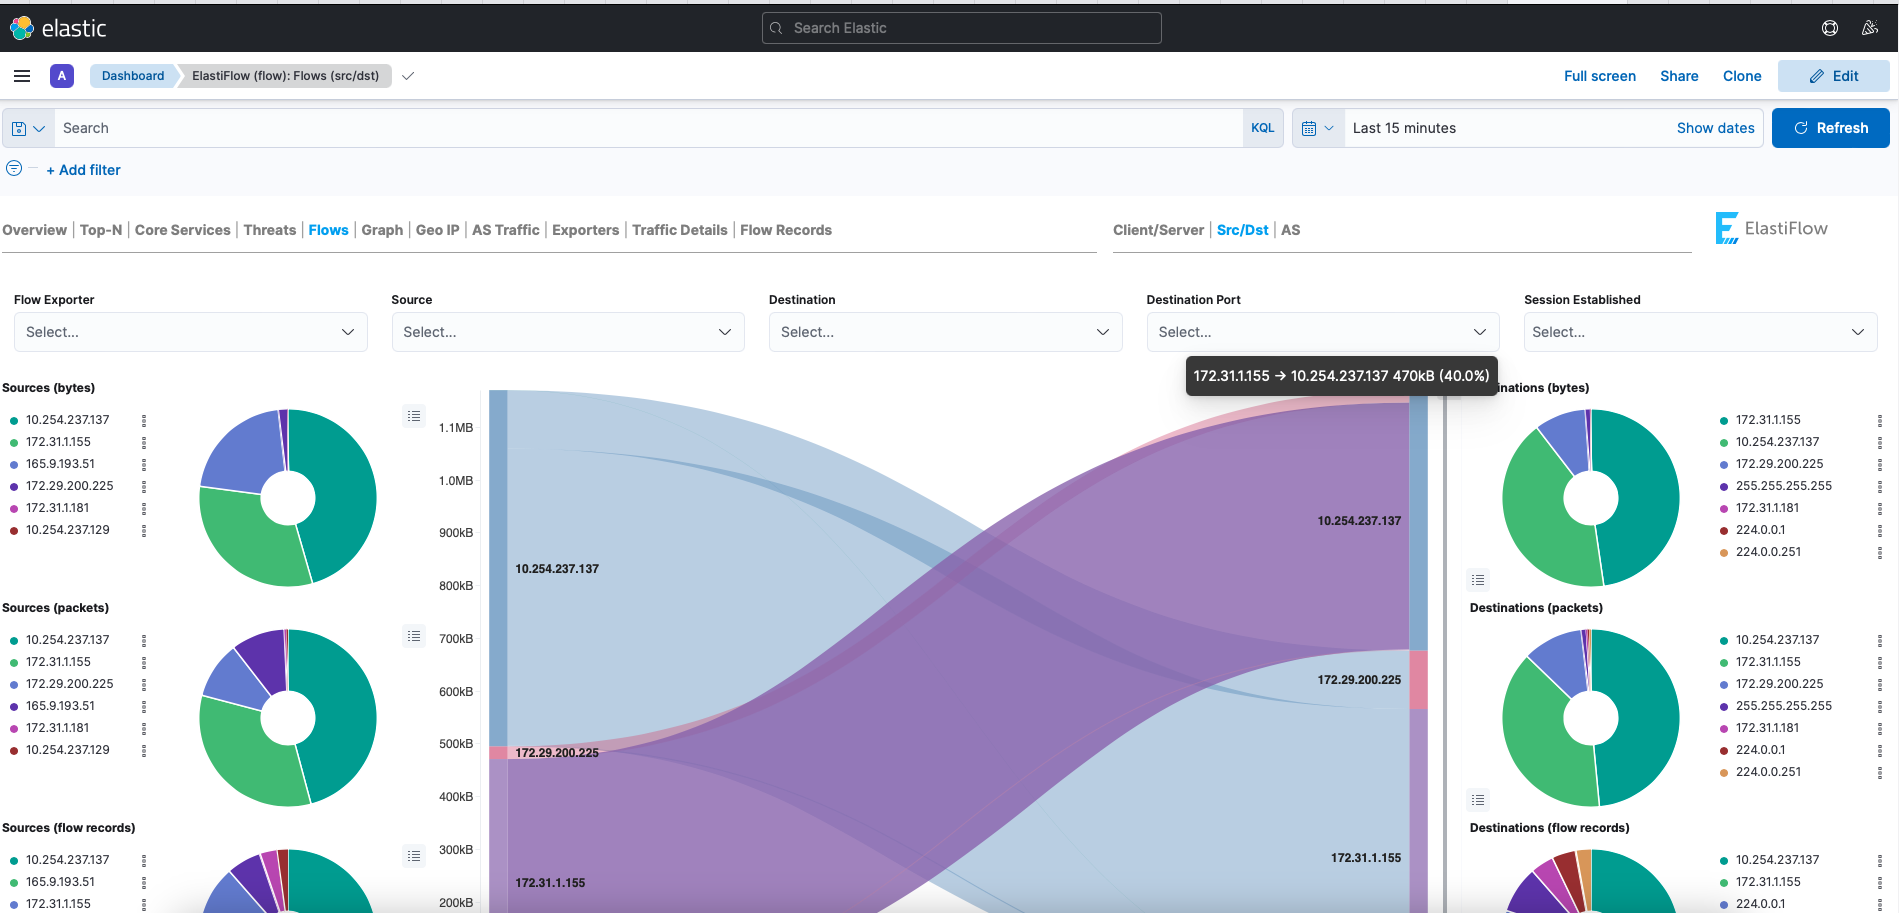 elastic
Search Elastic
A
Dashboard
ElastiFlow (flow): Flows (src/dst)
Full screen
Share
Clone
Edit
Search
KQL
Last 15 minutes
Show dates
Refresh
+ Add filter
Overview | Top-N | Core Services | Threats | Flows | Graph | Geo IP | AS Traffic | Exporters | Traffic Details | Flow Records
Client/Server | Src/Dst | AS
ElastiFlow
Flow Exporter
Select...
Source
Select...
Destination
Select...
Destination Port
Select...
Session Established
Select...
172.31.1.155 → 10.254.237.137 470kB (40.0%)
Sources (bytes)
10.254.237.137
172.31.1.155
165.9.193.51
172.29.200.225
172.31.1.181
10.254.237.129
Sources (packets)
10.254.237.137
172.31.1.155
172.29.200.225
165.9.193.51
172.31.1.181
10.254.237.129
Sources (flow records)
10.254.237.137
165.9.193.51
172.31.1.155
1.1MB
1.0MB
900kB
800kB
700kB
600kB
500kB
400kB
300kB
200kB
10.254.237.137
172.29.200.225
172.31.1.155
10.254.237.137
172.29.200.225
172.31.1.155
inations (bytes)
172.31.1.155
10.254.237.137
172.29.200.225
255.255.255.255
172.31.1.181
224.0.0.1
224.0.0.251
Destinations (packets)
10.254.237.137
172.31.1.155
172.29.200.225
255.255.255.255
172.31.1.181
224.0.0.1
224.0.0.251
Destinations (flow records)
10.254.237.137
172.31.1.155
224.0.0.1